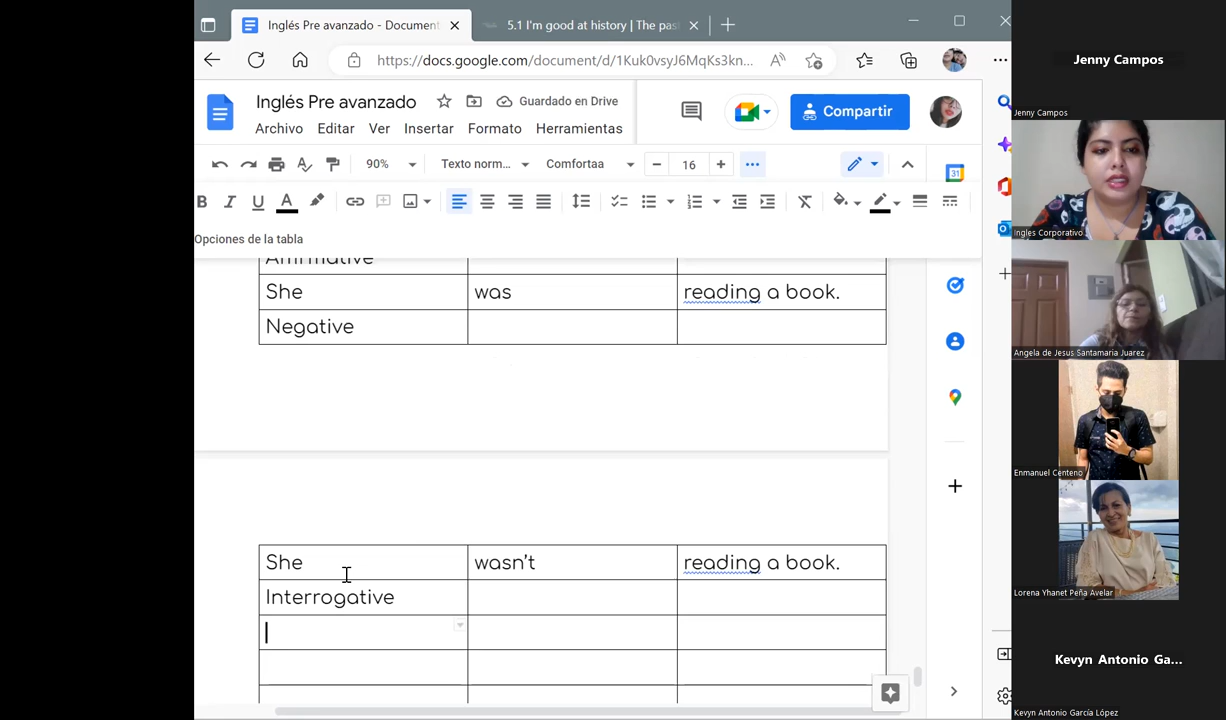 Inglés Pre avanzado - Document
5.1 I'm good at history | The pas
https://docs.google.com/document/d/1Kuk0vsyJ6MqKs3kn...
Inglés Pre avanzado
Guardado en Drive
Compartir
Archivo Editar Ver Insertar Formato Herramientas
90% Texto norm... Comfortaa 16
Opciones de la tabla
Affirmative
She was reading a book.
Negative
She wasn't reading a book.
Interrogative
Jenny Campos
Jenny Campos
Ingles Corporativo
Angela de Jesus Santamaria Juarez
Enmanuel Centeno
Lorena Yhanet Peña Avelar
Kevyn Antonio Ga...
Kevyn Antonio García López